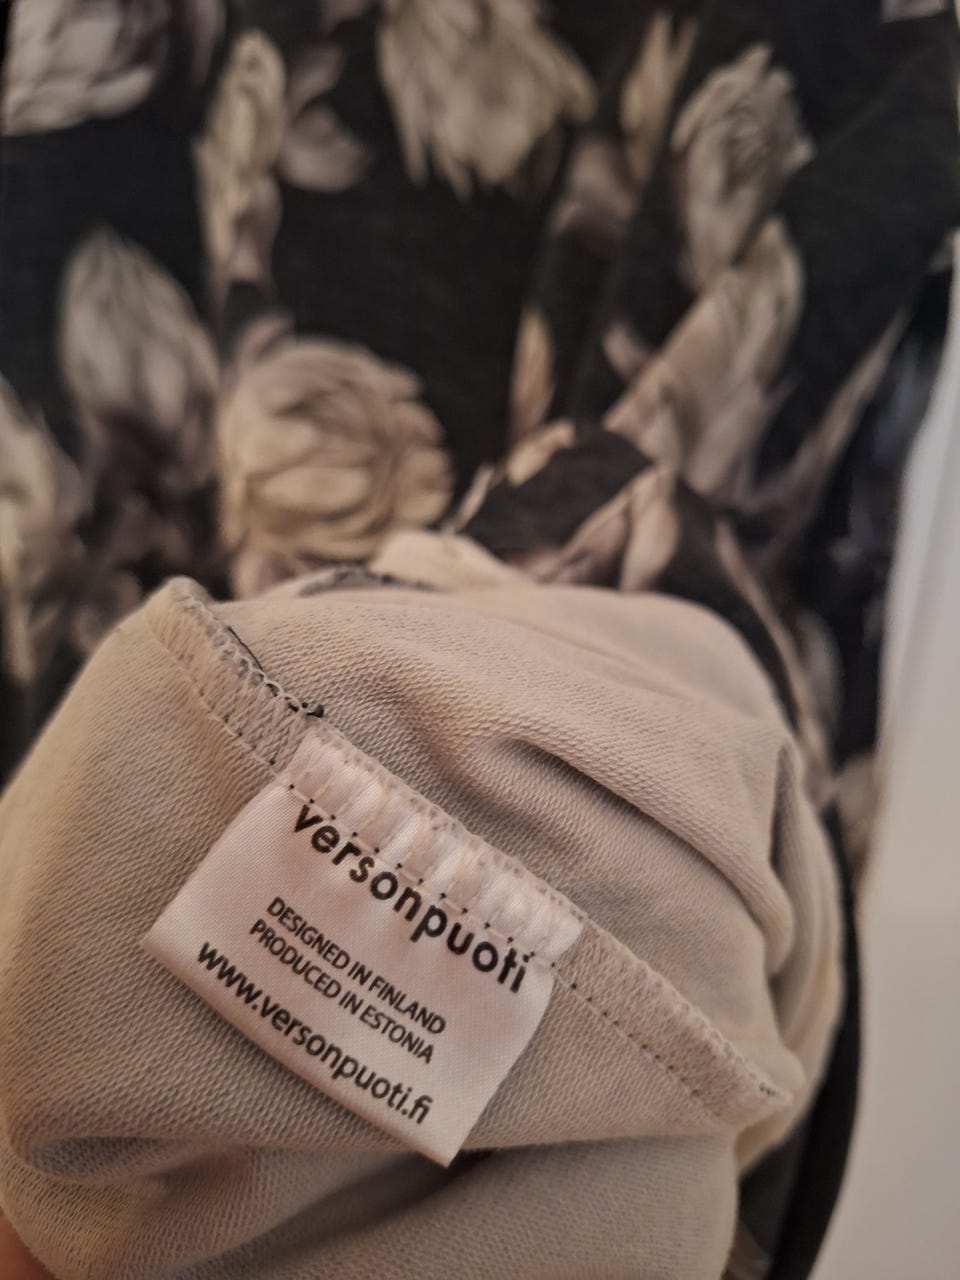 versonpuoti
DESIGNED IN FINLAND
PRODUCED IN ESTONIA
www.versonpuoti.fi